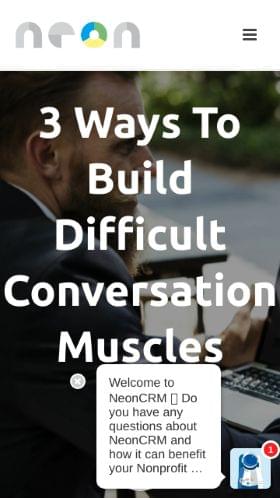 neon
3 Ways To
Build
Difficult
Conversation
Muscles
Welcome to
NeonCRM ▯ Do
you have any
questions about
NeonCRM and
how it can benefit
your Nonprofit ...
1